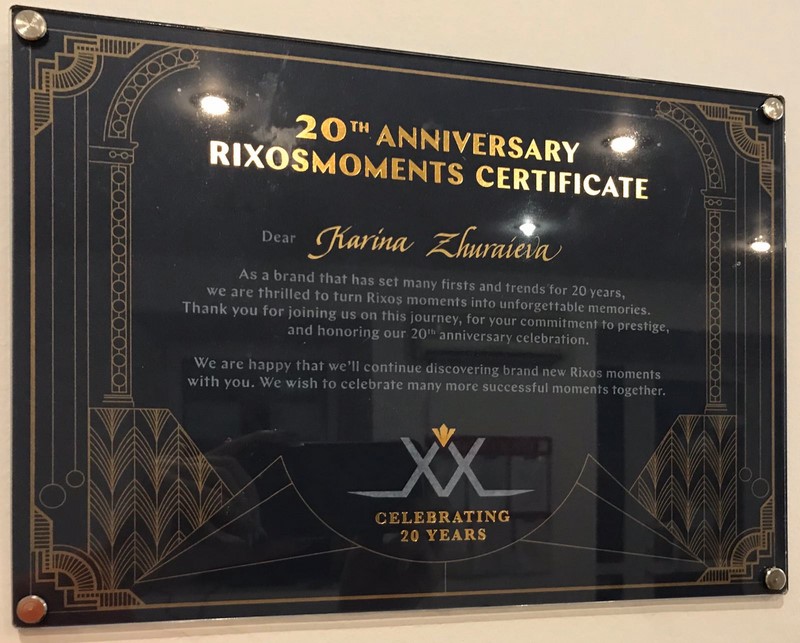 20TH ANNIVERSARY
RIXOSMOMENTS CERTIFICATE
Dear Karina Zhuraieva
As a brand that has set many firsts and trends for 20 years,
we are thrilled to turn Rixos moments into unforgettable memories.
Thank you for joining us on this journey, for your commitment to prestige,
and honoring our 20th anniversary celebration.
We are happy that we'll continue discovering brand new Rixos moments
with you. We wish to celebrate many more successful moments together.
XX
CELEBRATING
20 YEARS